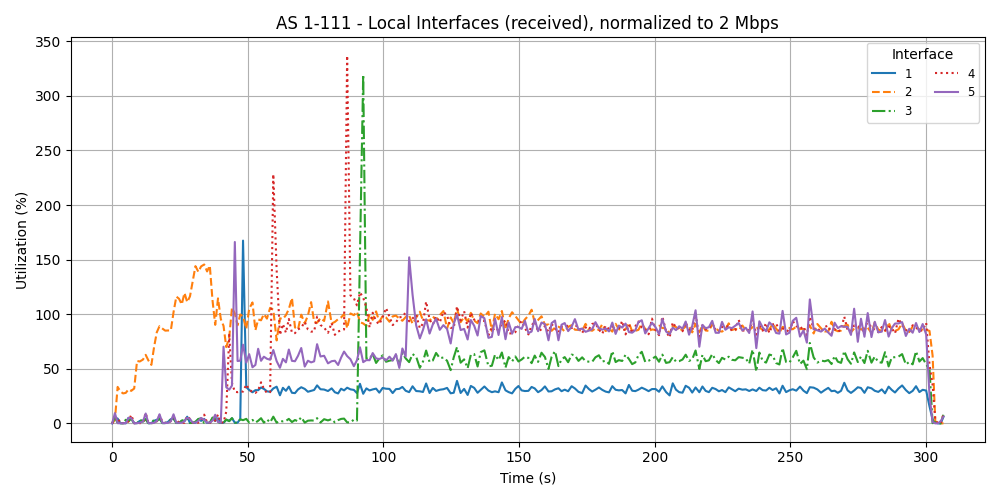 AS 1-111 - Local Interfaces (received), normalized to 2 Mbps
Utilization (%)
350
300
250
200
150
100
50
0
0 50 100 150 200 250 300
Time (s)
Interface
1 4
2 5
3